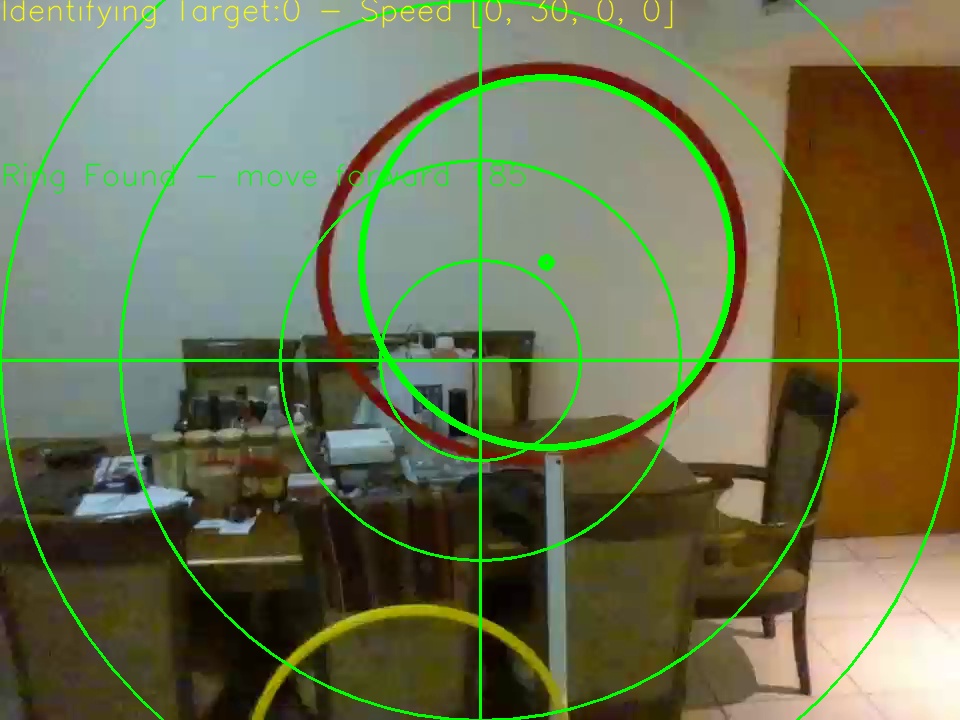 Identifying Target:0 - Speed [0, 30, 0, 0]
Ring Found - move forward 185